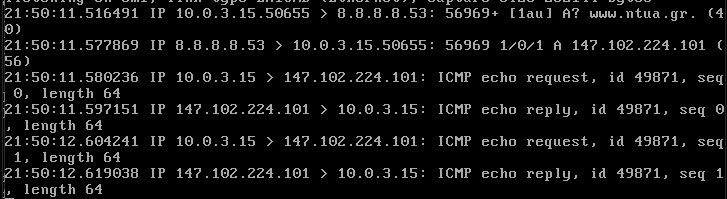 21:50:11.516491 IP 10.0.3.15.50655 > 8.8.8.8.53: 56969+ [1au] A? www.ntua.gr. (4
0)
21:50:11.577869 IP 8.8.8.8.53 > 10.0.3.15.50655: 56969 1/0/1 A 147.102.224.101 (
56)
21:50:11.580236 IP 10.0.3.15 > 147.102.224.101: ICMP echo request, id 49871, seq
0, length 64
21:50:11.597151 IP 147.102.224.101 > 10.0.3.15: ICMP echo reply, id 49871, seq 0
, length 64
21:50:12.604241 IP 10.0.3.15 > 147.102.224.101: ICMP echo request, id 49871, seq
1, length 64
21:50:12.619038 IP 147.102.224.101 > 10.0.3.15: ICMP echo reply, id 49871, seq 1
, length 64